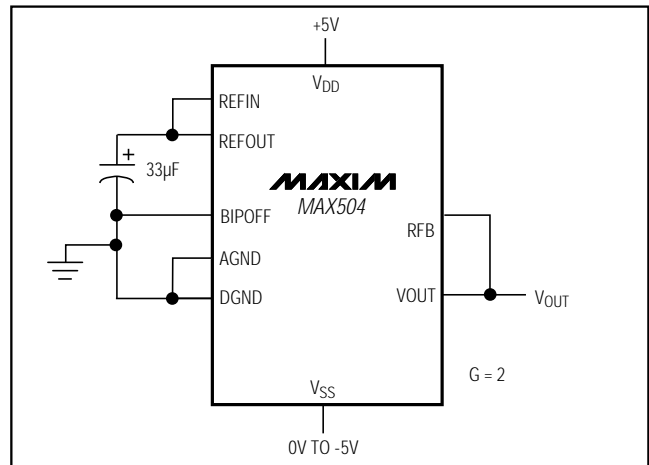 +5V
VDD
REFIN
REFOUT
+
33µF
MAXIM
MAX504
BIPOFF
RFB
AGND
DGND
VOUT
VOUT
G = 2
VSS
0V TO -5V